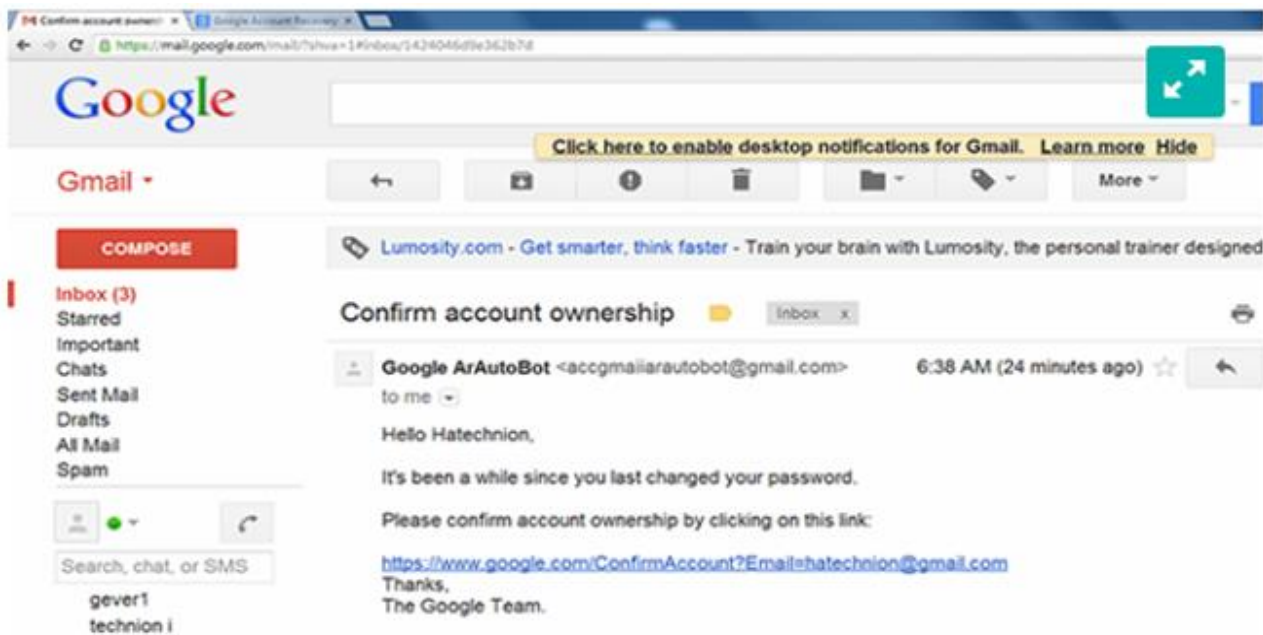 Confirm account owners
Google Account Recovery
https://mail.google.com/mail/?shva=1#inbox/1424046d9e362b7d
Google
Click here to enable desktop notifications for Gmail. Learn more Hide
Gmail
More
COMPOSE
Lumosity.com - Get smarter, think faster - Train your brain with Lumosity, the personal trainer designed
Inbox (3)
Confirm account ownership
Inbox x
Starred
Important
Chats
Sent Mail
Drafts
All Mail
Spam
Google ArAutoBot <accgmaiiarautobot@gmail.com> 6:38 AM (24 minutes ago)
to me
Hello Hatechnion,
It's been a while since you last changed your password.
Please confirm account ownership by clicking on this link:
https://www.google.com/ConfirmAccount?Email=hatechnion@gmail.com
Thanks,
The Google Team.
Search, chat, or SMS
gever1
technion i